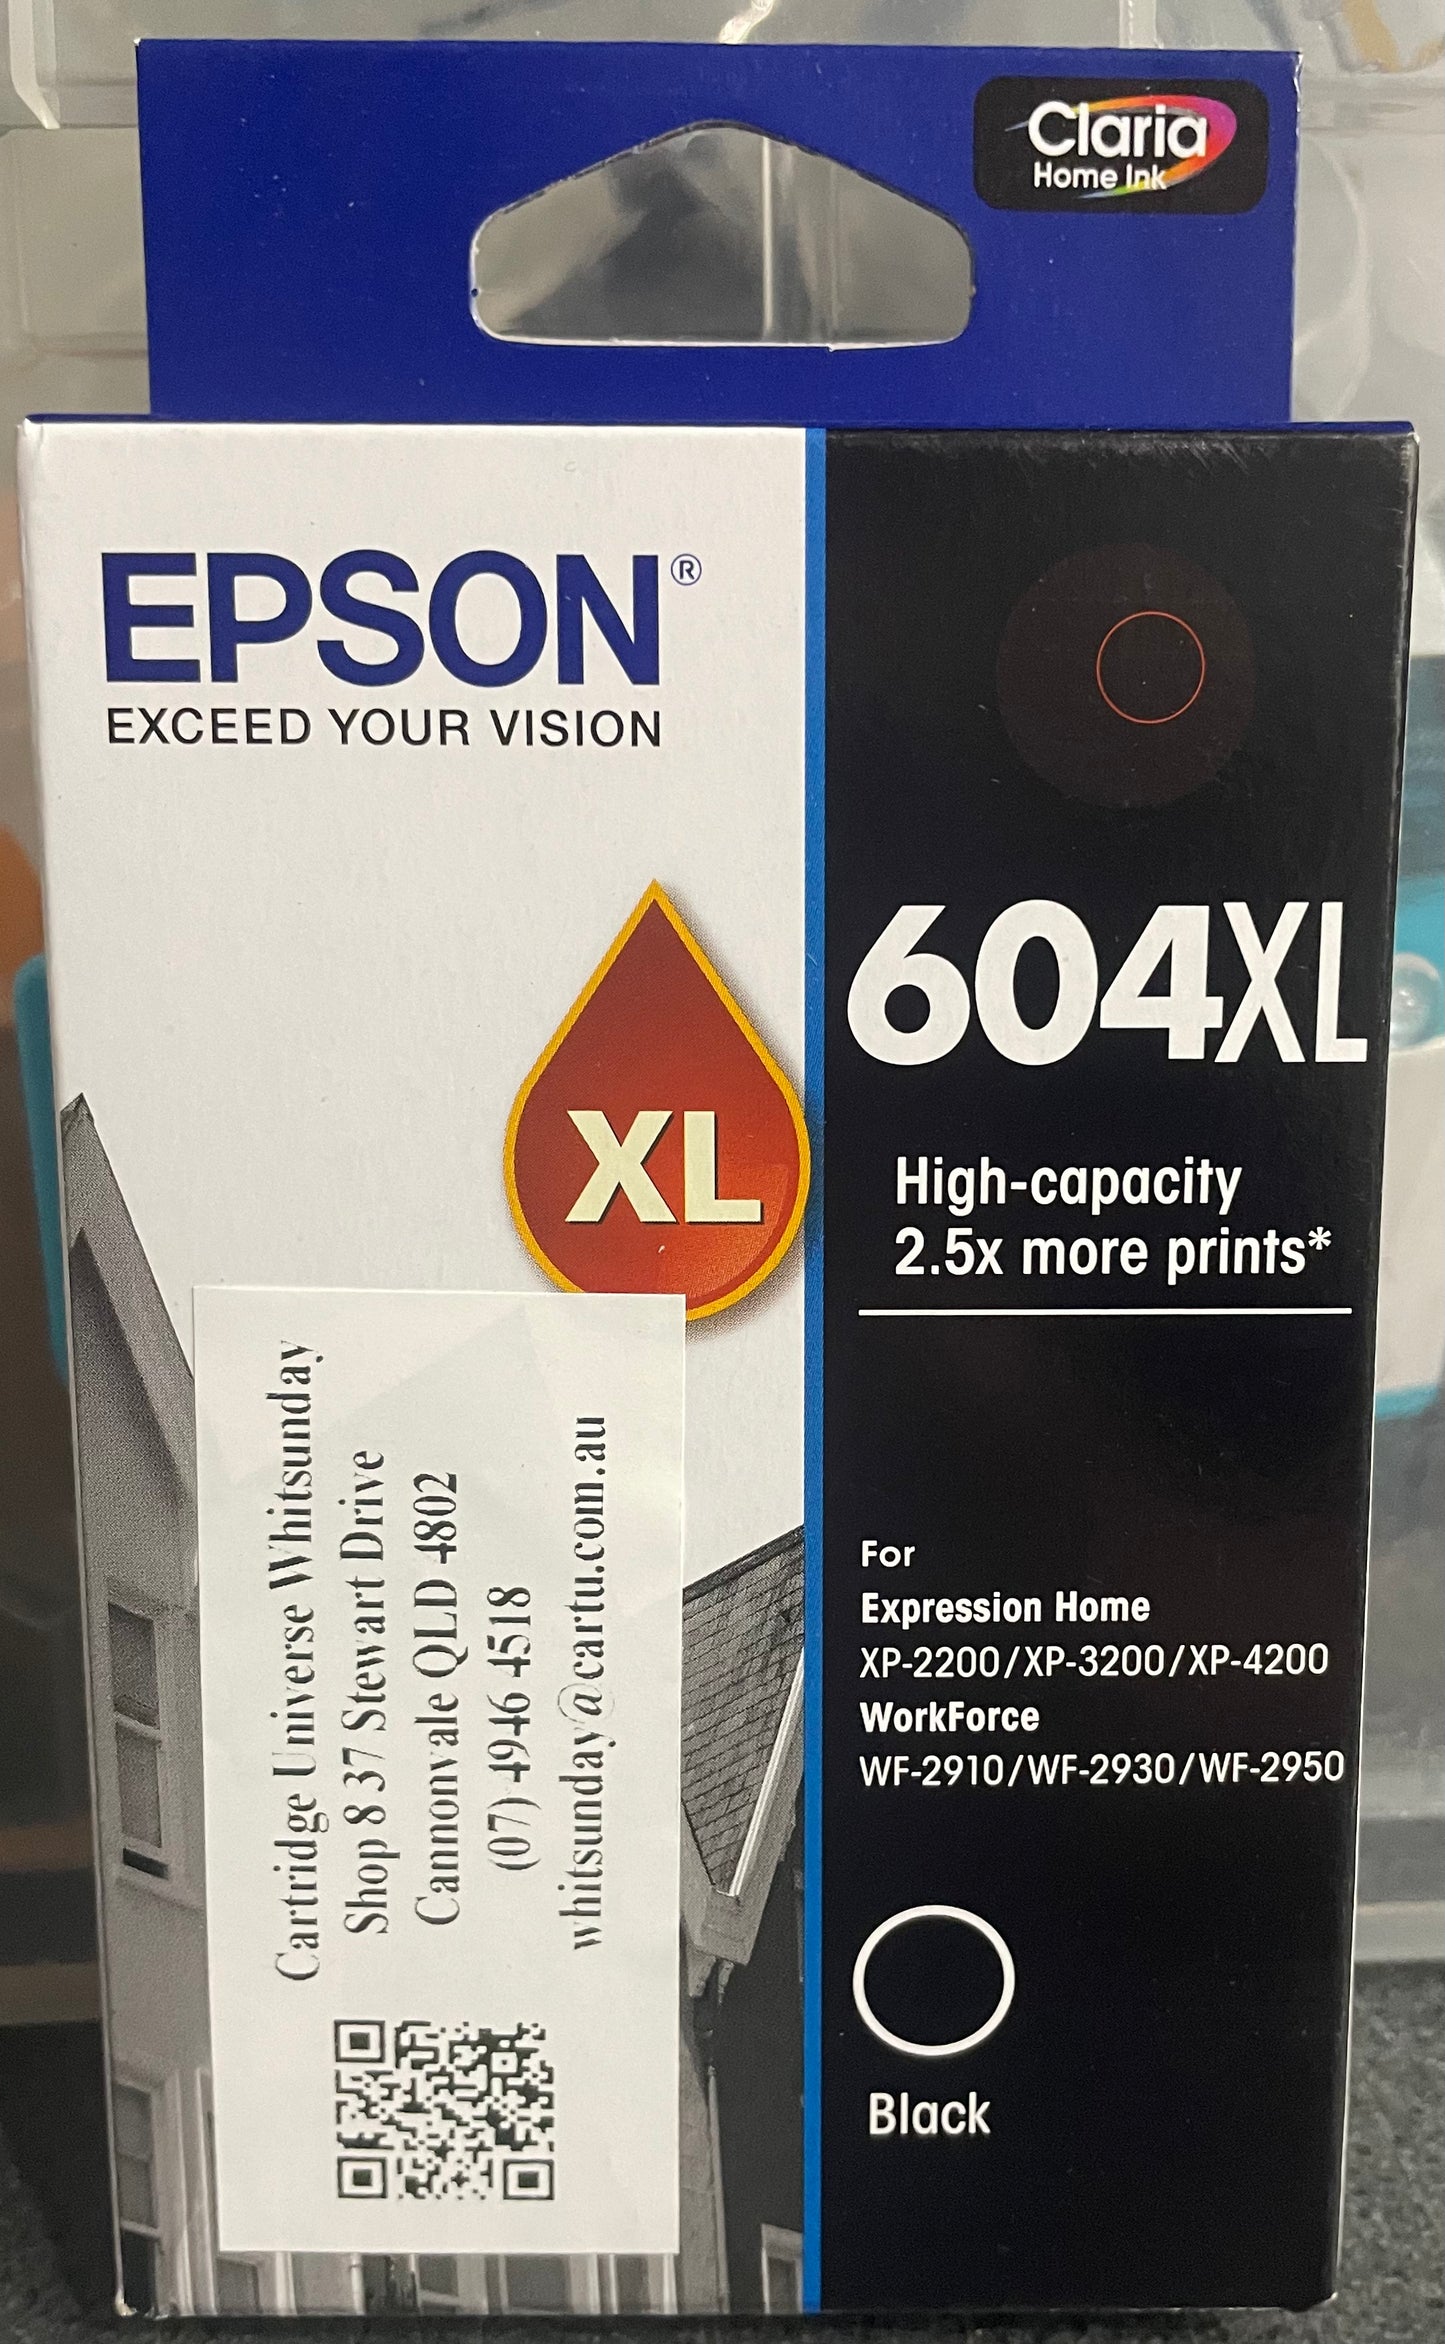 Claria
Home Ink
EPSON®
EXCEED YOUR VISION
XL
604XL
High-capacity
2.5x more prints*
For
Expression Home
XP-2200/XP-3200/XP-4200
WorkForce
WF-2910/WF-2930/WF-2950
Black
Cartridge Universe Whitsunday
Shop 8 37 Stewart Drive
Cannonvale QLD 4802
(07) 4946 4518
whitsunday@cartu.com.au